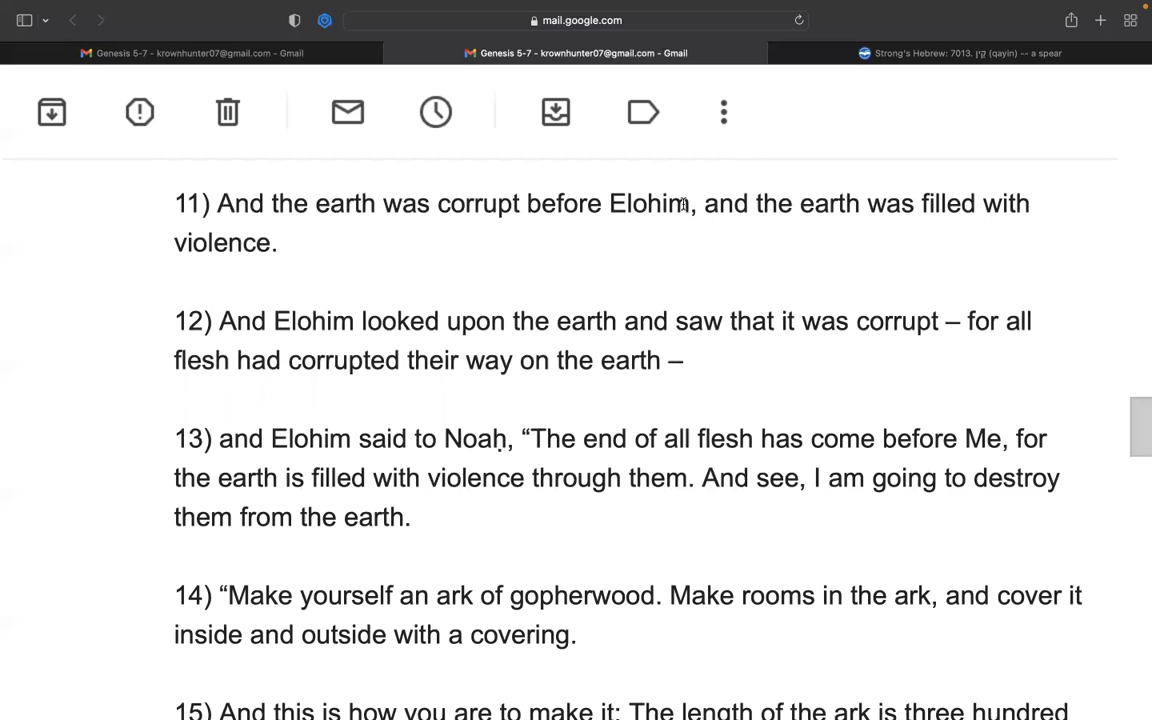 mail.google.com
Genesis 5-7 - krownhunter07@gmail.com - Gmail
Genesis 5-7 - krownhunter07@gmail.com - Gmail
Strong's Hebrew: 7013. קַ֫יִן (qayin) -- a spear
11) And the earth was corrupt before Elohim, and the earth was filled with
violence.
12) And Elohim looked upon the earth and saw that it was corrupt – for all
flesh had corrupted their way on the earth –
13) and Elohim said to Noaḥ, “The end of all flesh has come before Me, for
the earth is filled with violence through them. And see, I am going to destroy
them from the earth.
14) “Make yourself an ark of gopherwood. Make rooms in the ark, and cover it
inside and outside with a covering.
15) And this is how you are to make it: The length of the ark is three hundred